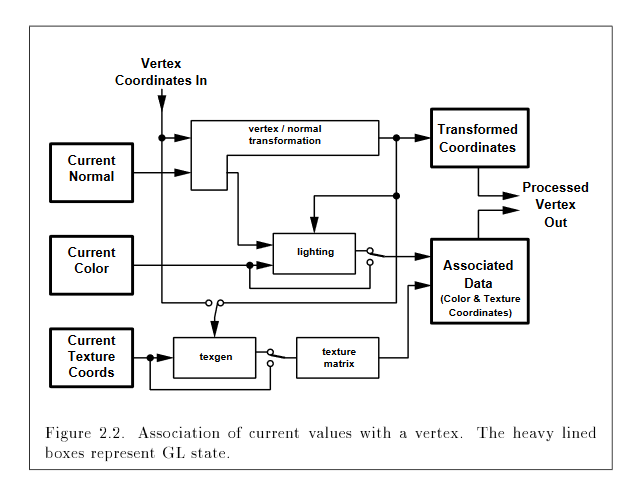 Vertex
Coordinates In
vertex / normal
transformation
Transformed
Coordinates
Current
Normal
Processed
Vertex
Out
Current
Color
lighting
Associated
Data
(Color & Texture
Coordinates)
Current
Texture
Coords
texgen
texture
matrix
Figure 2.2. Association of current values with a vertex. The heavy lined
boxes represent GL state.